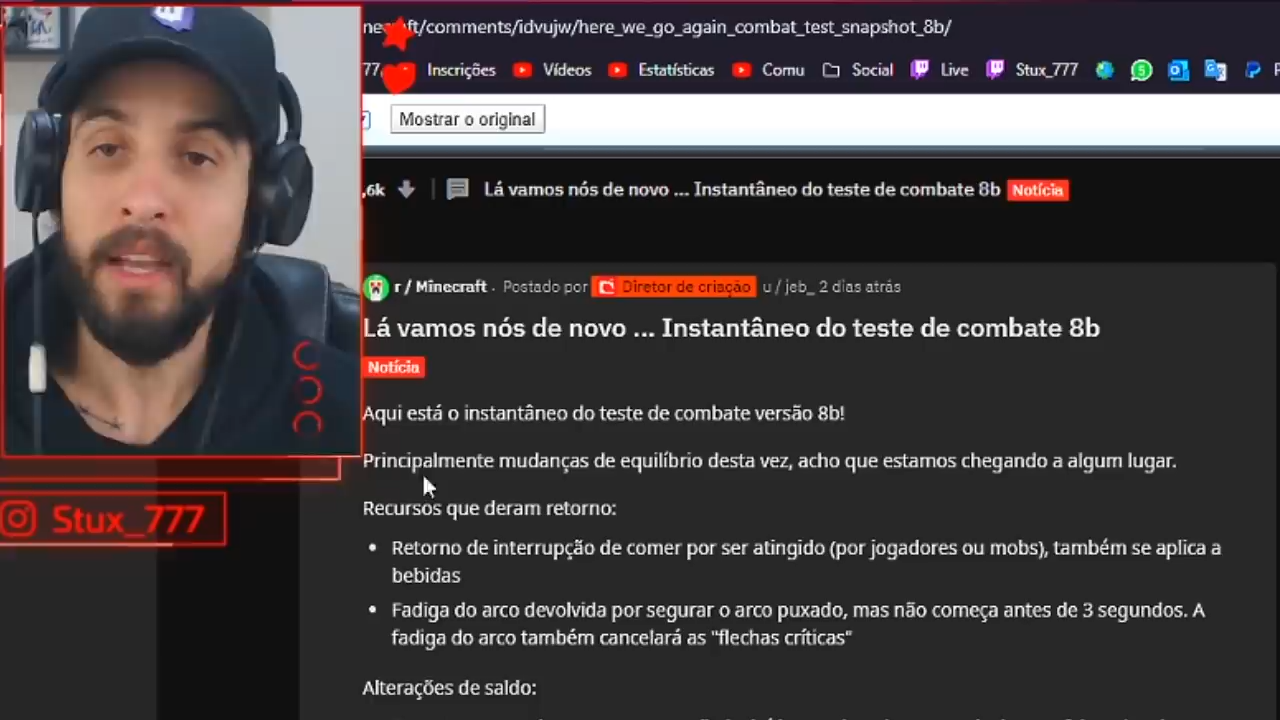 necraft/comments/idvujw/here_we_go_again_combat_test_snapshot_8b/
77 Inscrições Vídeos Estatísticas Comu Social Live Stux_777
Mostrar o original
,6k Lá vamos nós de novo ... Instantâneo do teste de combate 8b Notícia
r / Minecraft · Postado por Diretor de criação u / jeb_ 2 dias atrás
Lá vamos nós de novo ... Instantâneo do teste de combate 8b
Notícia
Aqui está o instantâneo do teste de combate versão 8b!
Principalmente mudanças de equilíbrio desta vez, acho que estamos chegando a algum lugar.
Stux_777
Recursos que deram retorno:
• Retorno de interrupção de comer por ser atingido (por jogadores ou mobs), também se aplica a
bebidas
• Fadiga do arco devolvida por segurar o arco puxado, mas não começa antes de 3 segundos. A
fadiga do arco também cancelará as "flechas críticas"
Alterações de saldo: